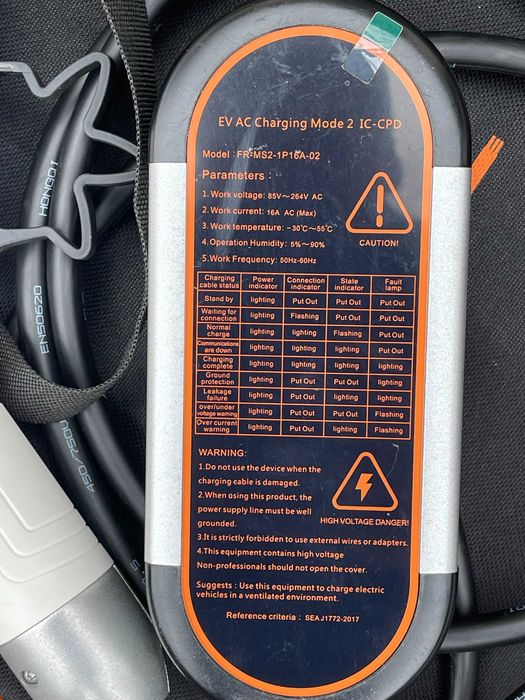 EV AC Charging Mode 2 IC-CPD
Model : FR-MS2-1P16A-02
Parameters :
1. Work voltage: 85V～264V AC
2. Work current: 16A AC (Max)
3. Work temperature: -30℃～55℃
4. Operation Humidity: 5%～90%
5. Work Frequency: 50Hz-60Hz
CAUTION!
Charging cable status Power indicator Connection indicator State indicator Fault lamp
Stand by lighting Put Out Put Out Put Out
Waiting for connection lighting Flashing Put Out Put Out
Normal charge lighting lighting Flashing Put Out
Communications are down lighting lighting lighting Put Out
Charging complete lighting lighting lighting lighting
Ground protection lighting Put Out Put Out lighting
Leakage failure lighting Put Out lighting lighting
over/under voltage warning lighting Put Out Put Out Flashing
Over current warning lighting Put Out lighting Flashing
WARNING:
1.Do not use the device when the
charging cable is damaged.
2.When using this product, the
power supply line must be well
grounded.
HIGH VOLTAGE DANGER!
3.It is strictly forbidden to use external wires or adapters.
4.This equipment contains high voltage
Non-professionals should not open the cover.
Suggests : Use this equipment to charge electric
vehicles in a ventilated environment.
Reference criteria : SEAJ1772-2017
HONGQI
EN50620
450/750V